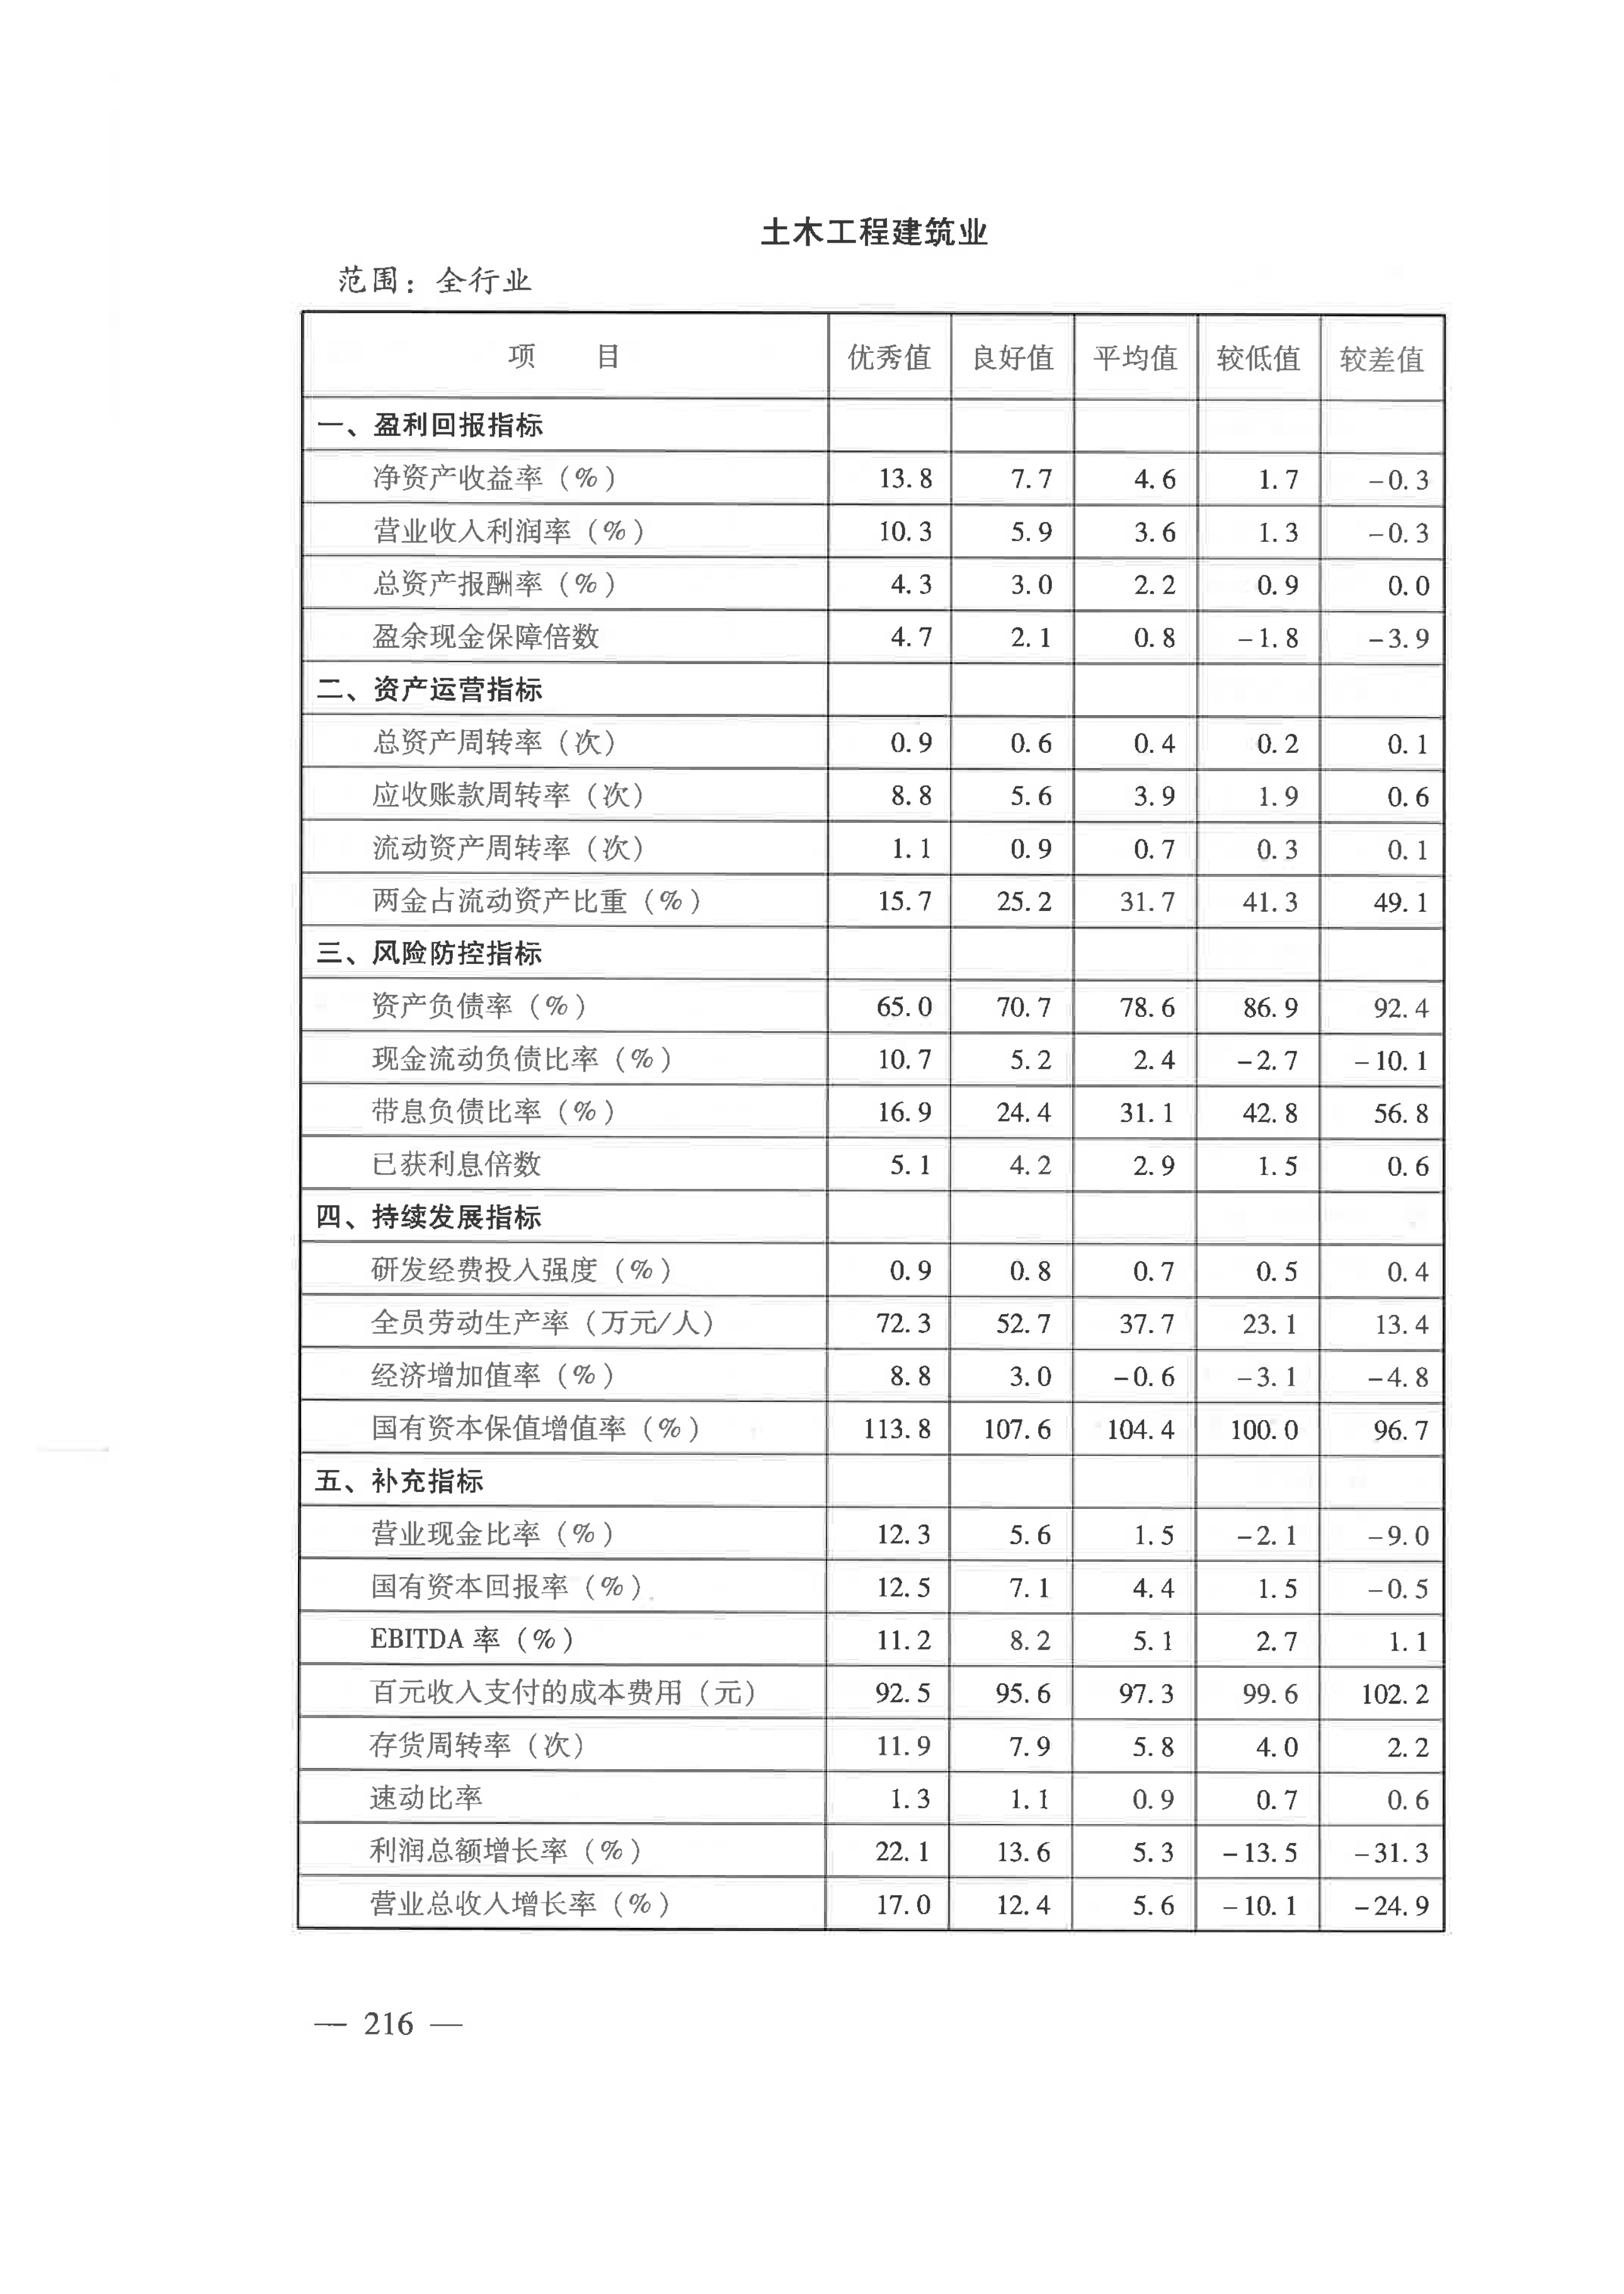 土木工程建筑业
范围：全行业
项 目 优秀值 良好值 平均值 较低值 较差值
一、盈利回报指标
净资产收益率（%） 13.8 7.7 4.6 1.7 -0.3
营业收入利润率（%） 10.3 5.9 3.6 1.3 -0.3
总资产报酬率（%） 4.3 3.0 2.2 0.9 0.0
盈余现金保障倍数 4.7 2.1 0.8 -1.8 -3.9
二、资产运营指标
总资产周转率（次） 0.9 0.6 0.4 0.2 0.1
应收账款周转率（次） 8.8 5.6 3.9 1.9 0.6
流动资产周转率（次） 1.1 0.9 0.7 0.3 0.1
两金占流动资产比重（%） 15.7 25.2 31.7 41.3 49.1
三、风险防控指标
资产负债率（%） 65.0 70.7 78.6 86.9 92.4
现金流动负债比率（%） 10.7 5.2 2.4 -2.7 -10.1
带息负债比率（%） 16.9 24.4 31.1 42.8 56.8
已获利息倍数 5.1 4.2 2.9 1.5 0.6
四、持续发展指标
研发经费投入强度（%） 0.9 0.8 0.7 0.5 0.4
全员劳动生产率（万元/人） 72.3 52.7 37.7 23.1 13.4
经济增加值率（%） 8.8 3.0 -0.6 -3.1 -4.8
国有资本保值增值率（%） 113.8 107.6 104.4 100.0 96.7
五、补充指标
营业现金比率（%） 12.3 5.6 1.5 -2.1 -9.0
国有资本回报率（%） 12.5 7.1 4.4 1.5 -0.5
EBITDA 率（%） 11.2 8.2 5.1 2.7 1.1
百元收入支付的成本费用（元） 92.5 95.6 97.3 99.6 102.2
存货周转率（次） 11.9 7.9 5.8 4.0 2.2
速动比率 1.3 1.1 0.9 0.7 0.6
利润总额增长率（%） 22.1 13.6 5.3 -13.5 -31.3
营业总收入增长率（%） 17.0 12.4 5.6 -10.1 -24.9
— 216 —